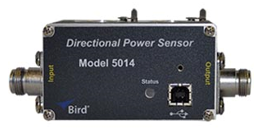 Directional Power Sensor
Model 5014
Input
Status
Output
Bird®